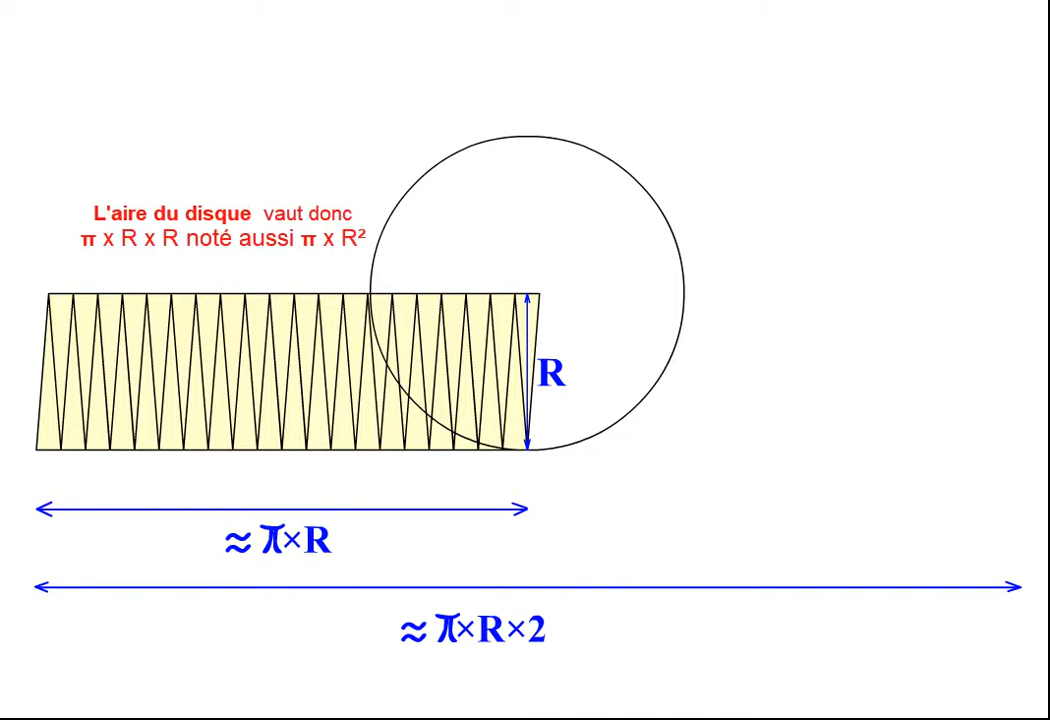 L'aire du disque vaut donc
π x R x R noté aussi π x R²
R
≈ π×R
≈ π×R×2